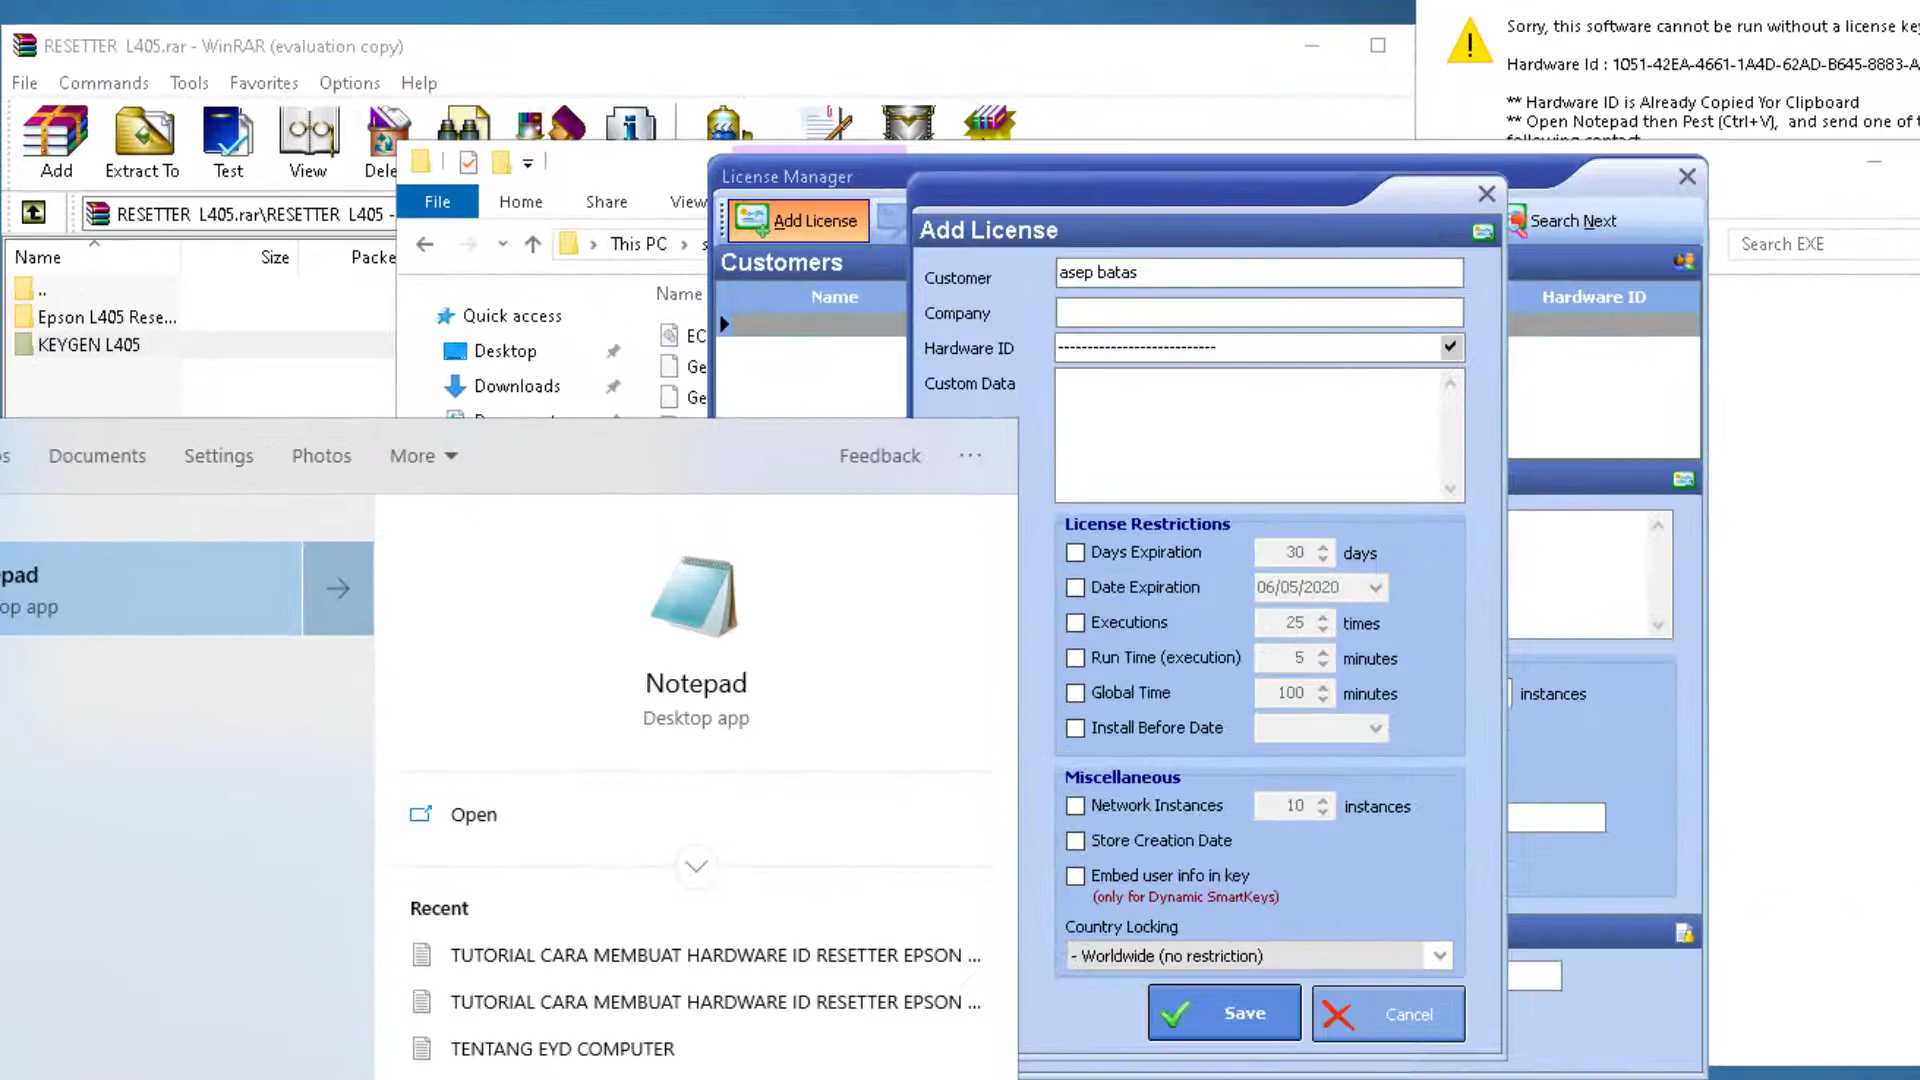 RESETTER L405.rar - WinRAR (evaluation copy)
File Commands Tools Favorites Options Help
Add Extract To Test View
RESETTER L405.rar\RESETTER L405 -
Name Size
..
Epson L405 Rese...
KEYGEN L405
Sorry, this software cannot be run without a license
Hardware Id : 1051-42EA-4661-1A4D-62AD-B645-8883-
** Hardware ID is Already Copied Yor Clipboard
** Open Notepad then Pest (Ctrl+V), and send one of
following contact
File Home Share View
This PC
Search EXE
Quick access
Desktop
Downloads
Name
License Manager
Add License
Search Next
Customers
Name
Hardware ID
instances
Add License
Customer asep batas
Company
Hardware ID ---------------------------
Custom Data
License Restrictions
Days Expiration 30 days
Date Expiration 06/05/2020
Executions 25 times
Run Time (execution) 5 minutes
Global Time 100 minutes
Install Before Date
Miscellaneous
Network Instances 10 instances
Store Creation Date
Embed user info in key
(only for Dynamic SmartKeys)
Country Locking
- Worldwide (no restriction)
Save Cancel
Documents Settings Photos More Feedback ...
Notepad
Desktop app
Open
Recent
TUTORIAL CARA MEMBUAT HARDWARE ID RESETTER EPSON ...
TUTORIAL CARA MEMBUAT HARDWARE ID RESETTER EPSON ...
TENTANG EYD COMPUTER